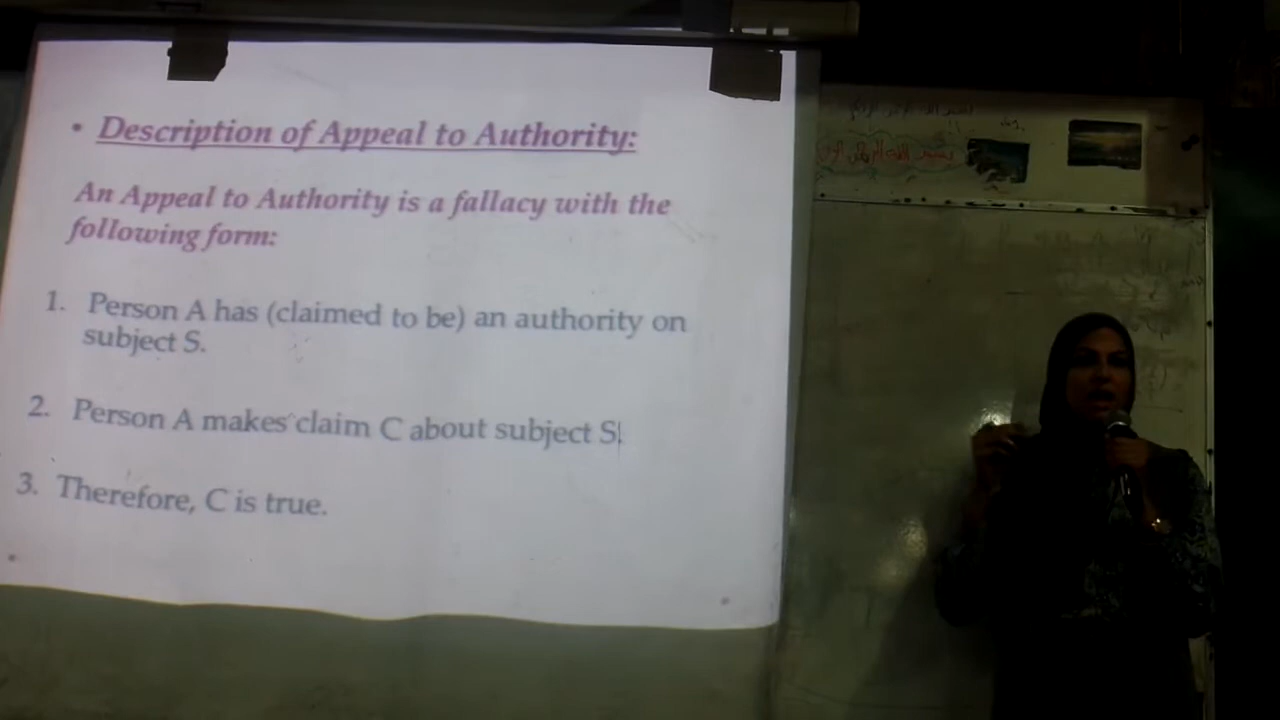 • Description of Appeal to Authority:
An Appeal to Authority is a fallacy with the
following form:
1. Person A has (claimed to be) an authority on
subject S.
2. Person A makes claim C about subject S.
3. Therefore, C is true.